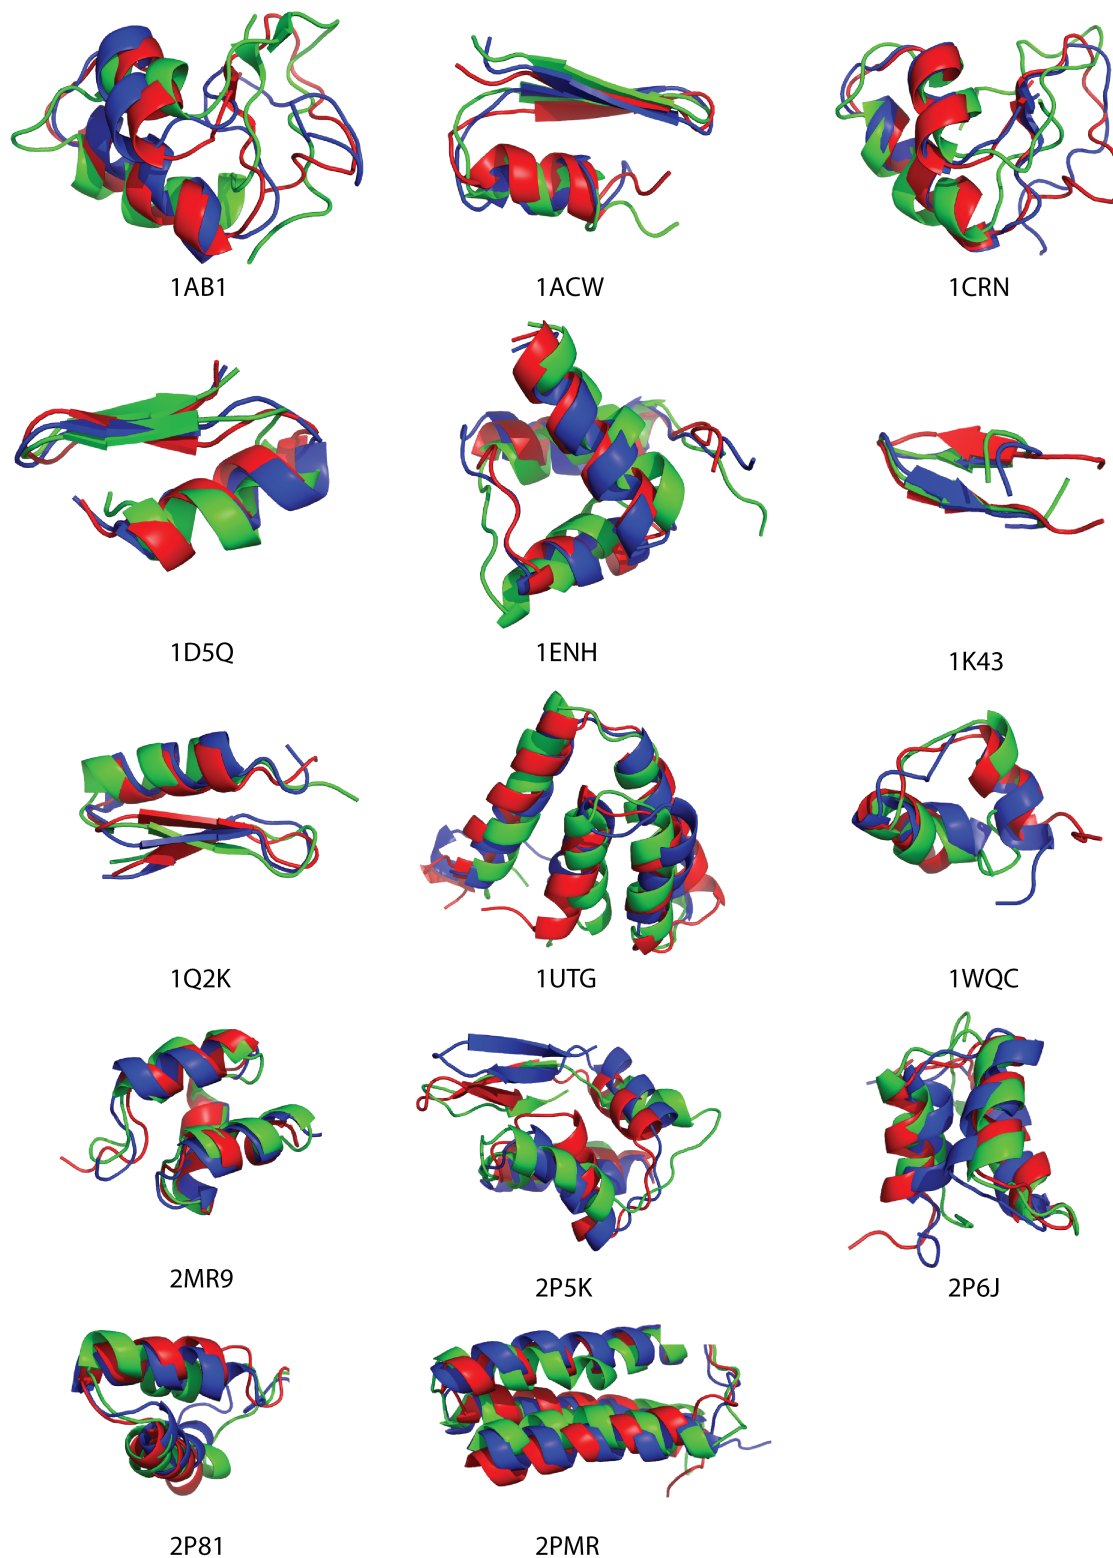 1AB1
1ACW
1CRN
1D5Q
1ENH
1K43
1Q2K
1UTG
1WQC
2MR9
2P5K
2P6J
2P81
2PMR